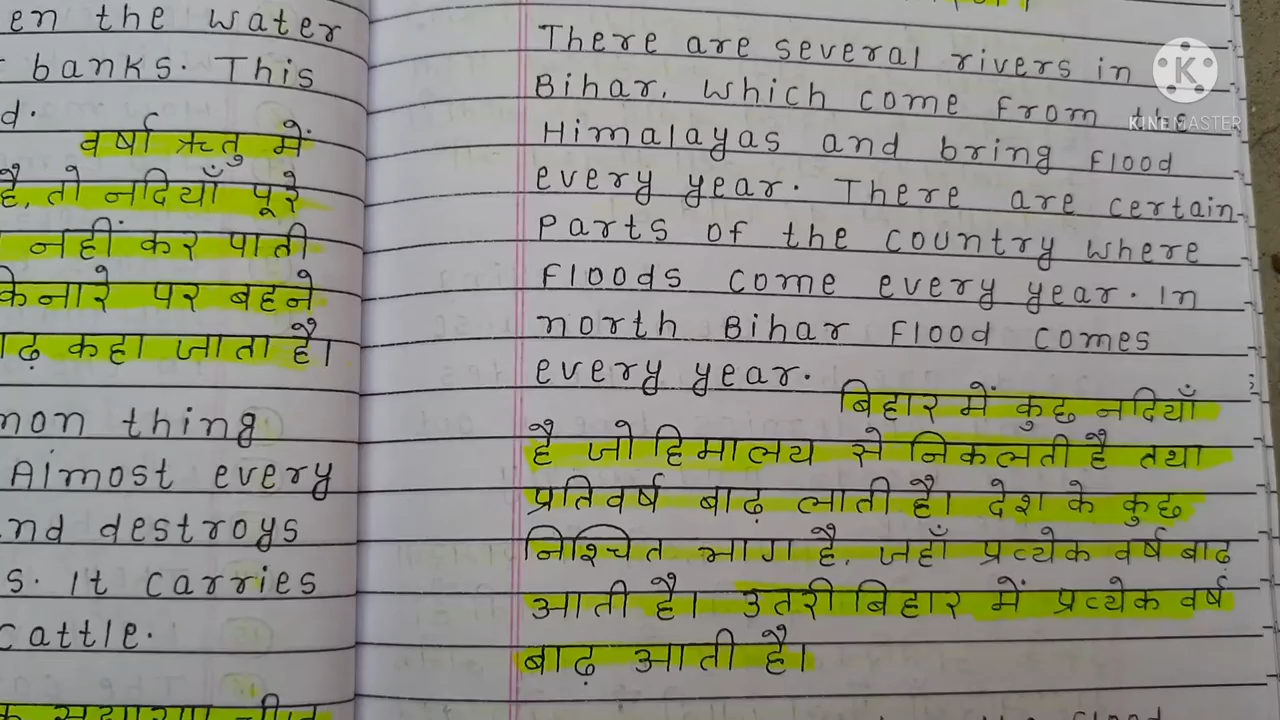 en the water
banks. This
d.
वर्षा ऋतु में
है, तो नदियाँ पूरे
नहीं कर पाती
किनारे पर बहने
ढ़ कहा जाता है।
mon thing
Almost every
nd destroys
s. It carries
cattle.
There are several rivers in
Bihar, which come from the
Himalayas and bring flood
every year. There are certain
parts of the country where
floods come every year. In
north Bihar flood comes
every year.
बिहार में कुछ नदियाँ
है जो हिमालय से निकलती है तथा
प्रतिवर्ष बाढ़ लाती है। देश के कुछ
निश्चित भाग है, जहाँ प्रत्येक वर्ष बाढ़
आती है। उतरी बिहार में प्रत्येक वर्ष
बाढ़ आती है।
K
KINEMASTER